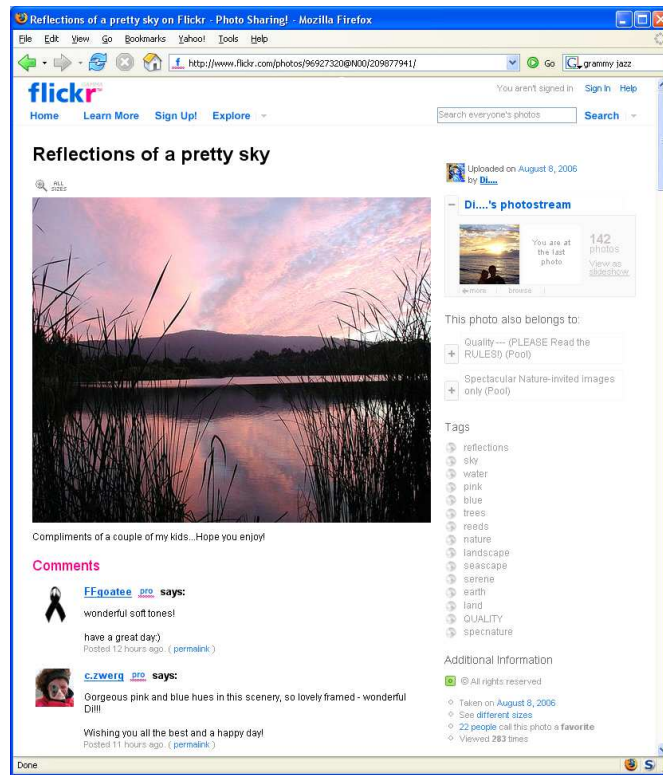 Reflections of a pretty sky on Flickr - Photo Sharing! - Mozilla Firefox
File Edit View Go Bookmarks Yahoo! Tools Help
http://www.flickr.com/photos/96927320@N00/209877941/
Go
grammy jazz
flickr
You aren't signed in Sign In Help
Home Learn More Sign Up! Explore
Search everyone's photos
Search
Reflections of a pretty sky
ALL
SIZES
Uploaded on August 8, 2006
by Di....
Di....'s photostream
You are at
the last
photo
142
photos
View as
slideshow
more browse
This photo also belongs to:
Quality --- (PLEASE Read the
RULES!) (Pool)
Spectacular Nature-invited images
only (Pool)
Tags
reflections
sky
water
pink
blue
trees
reeds
nature
landscape
seascape
serene
earth
land
QUALITY
specnature
Additional Information
© All rights reserved
Taken on August 8, 2006
See different sizes
22 people call this photo a favorite
Viewed 283 times
Compliments of a couple of my kids...Hope you enjoy!
Comments
FFgoatee pro says:
wonderful soft tones!
have a great day:)
Posted 12 hours ago. ( permalink )
c.zwerg pro says:
Gorgeous pink and blue hues in this scenery, so lovely framed - wonderful
Di!!!
Wishing you all the best and a happy day!
Posted 11 hours ago. ( permalink )
Done